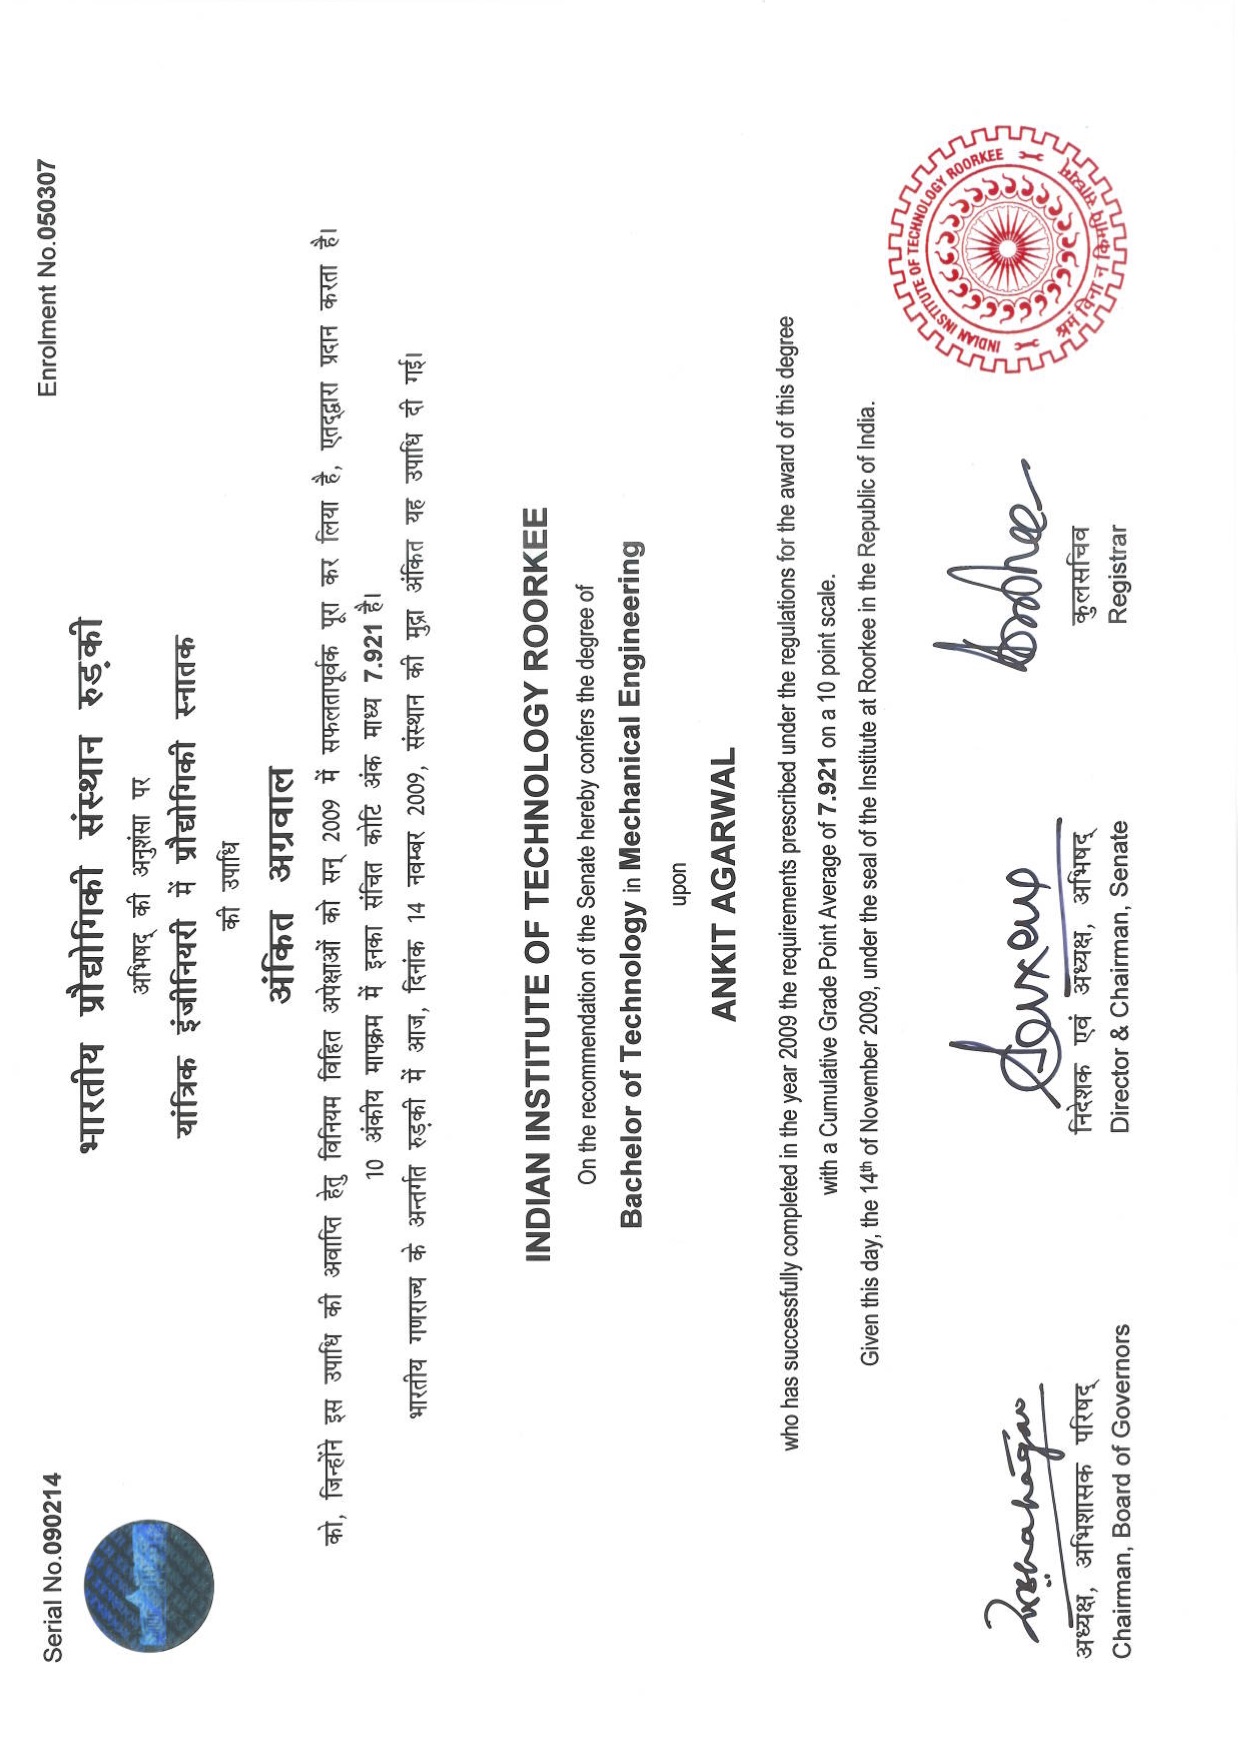 Serial No.090214
Enrolment No.050307
भारतीय प्रौद्योगिकी संस्थान रुड़की
अभिषद् की अनुशंसा पर
यांत्रिक इंजीनियरी में प्रौद्योगिकी स्नातक
की उपाधि
अंकित अग्रवाल
को, जिन्होंने इस उपाधि की अवाप्ति हेतु विनियम विहित अपेक्षाओं को सन् 2009 में सफलतापूर्वक पूरा कर लिया है, एतद्द्वारा प्रदान करता है।
10 अंकीय मापक्रम में इनका संचित कोटि अंक माध्य 7.921 है।
भारतीय गणराज्य के अन्तर्गत रुड़की में आज, दिनांक 14 नवम्बर 2009, संस्थान की मुद्रा अंकित यह उपाधि दी गई।
INDIAN INSTITUTE OF TECHNOLOGY ROORKEE
On the recommendation of the Senate hereby confers the degree of
Bachelor of Technology in Mechanical Engineering
upon
ANKIT AGARWAL
who has successfully completed in the year 2009 the requirements prescribed under the regulations for the award of this degree
with a Cumulative Grade Point Average of 7.921 on a 10 point scale.
Given this day, the 14th of November 2009, under the seal of the Institute at Roorkee in the Republic of India.
अध्यक्ष, अभिशासक परिषद्
Chairman, Board of Governors
निदेशक एवं अध्यक्ष, अभिषद्
Director & Chairman, Senate
कुलसचिव
Registrar
INDIAN INSTITUTE OF TECHNOLOGY ROORKEE
श्रमं विना न किमपि साध्यम्